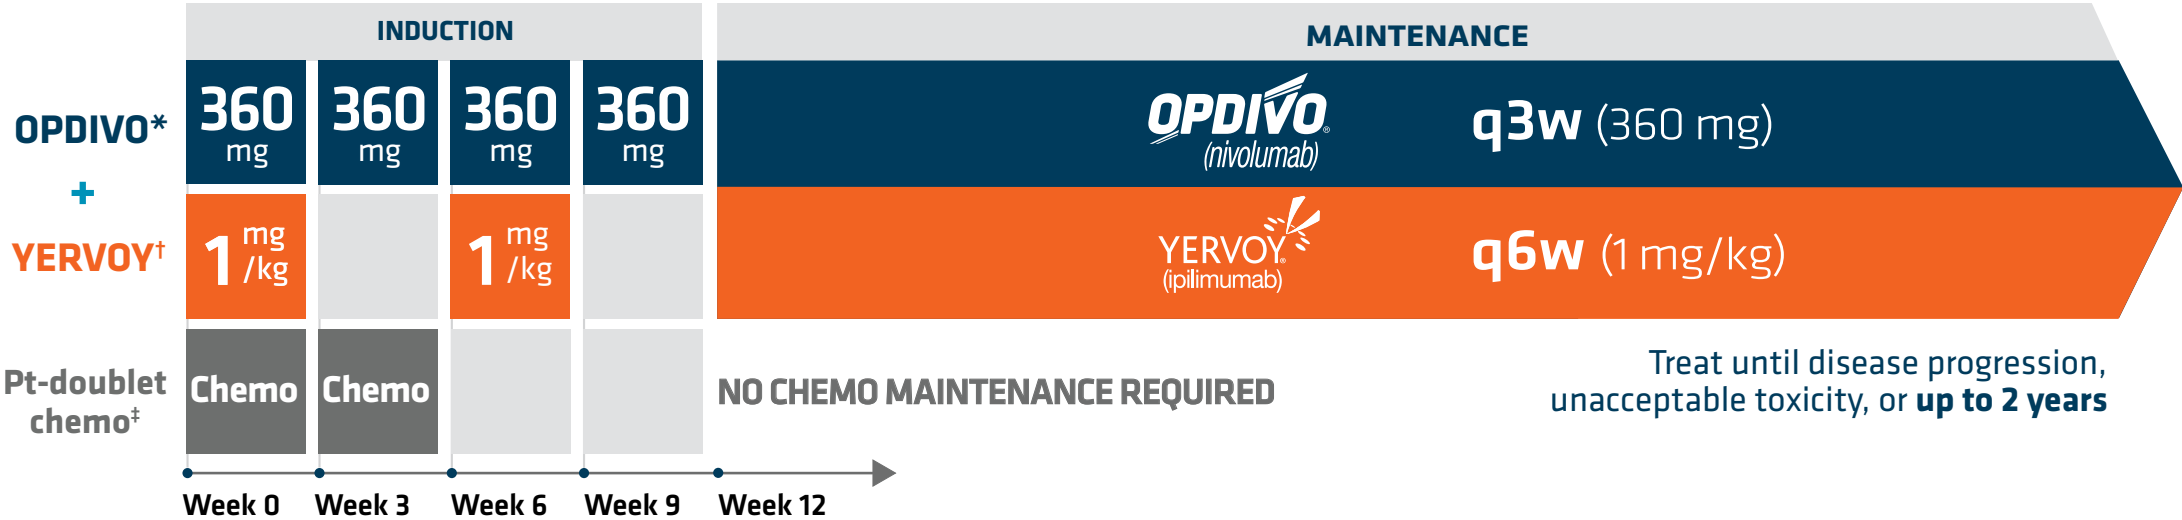 INDUCTION
MAINTENANCE
OPDIVO*
+
YERVOY†
360
mg
360
mg
360
mg
360
mg
OPDIVO®
(nivolumab)
q3w (360 mg)
1 mg
/kg
1 mg
/kg
YERVOY®
(ipilimumab)
q6w (1 mg/kg)
Pt-doublet
chemo‡
Chemo
Chemo
NO CHEMO MAINTENANCE REQUIRED
Treat until disease progression,
unacceptable toxicity, or up to 2 years
Week 0
Week 3
Week 6
Week 9
Week 12